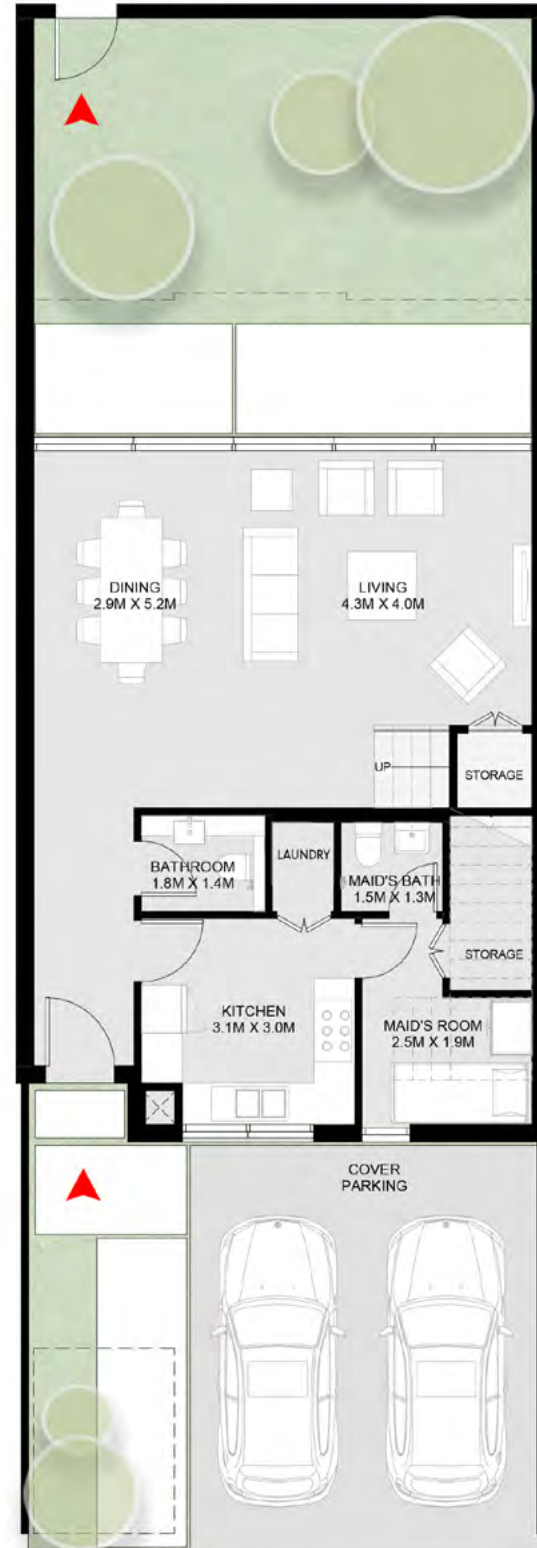 DINING
2.9M X 5.2M
LIVING
4.3M X 4.0M
UP
STORAGE
BATHROOM
1.8M X 1.4M
LAUNDRY
MAID'S BATH
1.5M X 1.3M
STORAGE
KITCHEN
3.1M X 3.0M
MAID'S ROOM
2.5M X 1.9M
COVER
PARKING